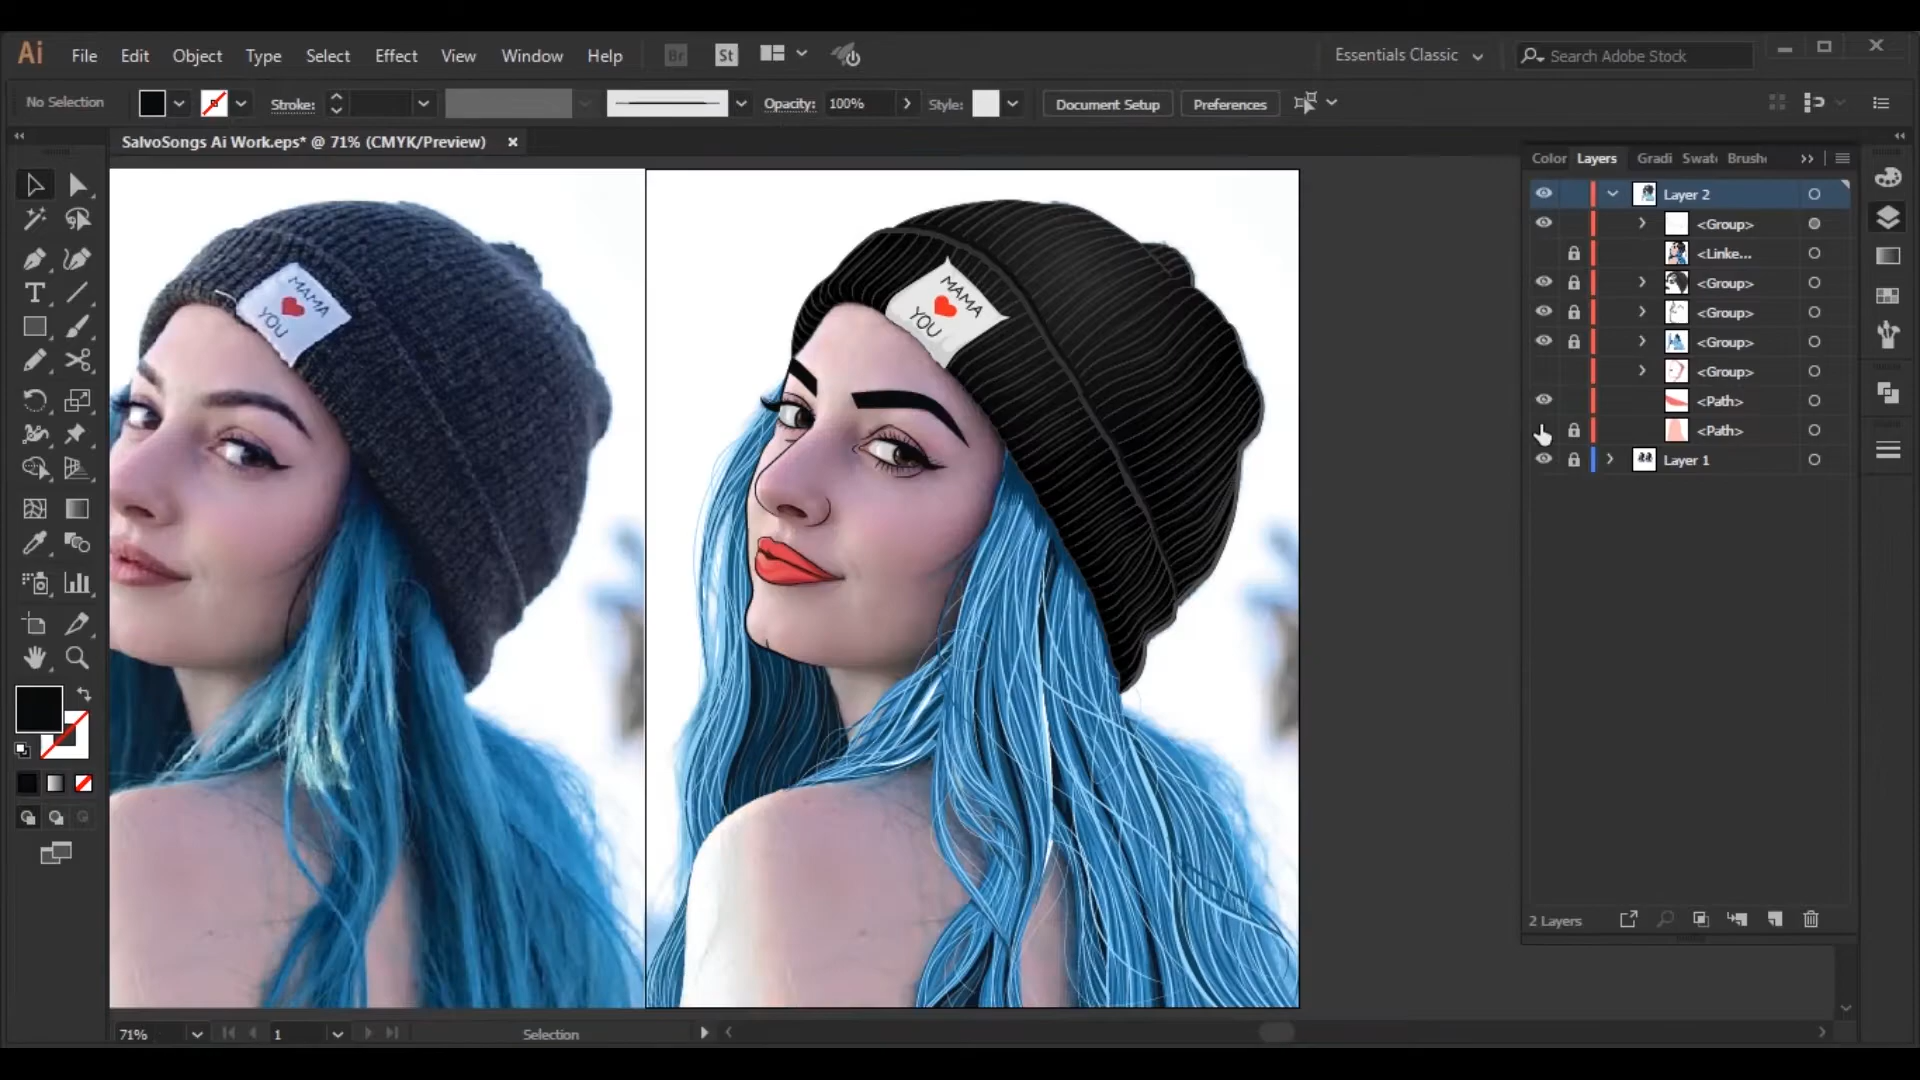 Ai File Edit Object Type Select Effect View Window Help Br St Essentials Classic Search Adobe Stock
No Selection Stroke: Opacity: 100% Style: Document Setup Preferences
SalvoSongs Ai Work.eps* @ 71% (CMYK/Preview)
Color Layers Gradi Swat Brush
Layer 2
<Group>
<Linke...
<Group>
<Group>
<Group>
<Group>
<Path>
<Path>
Layer 1
MAMA
YOU
MAMA
YOU
2 Layers
71% 1 Selection